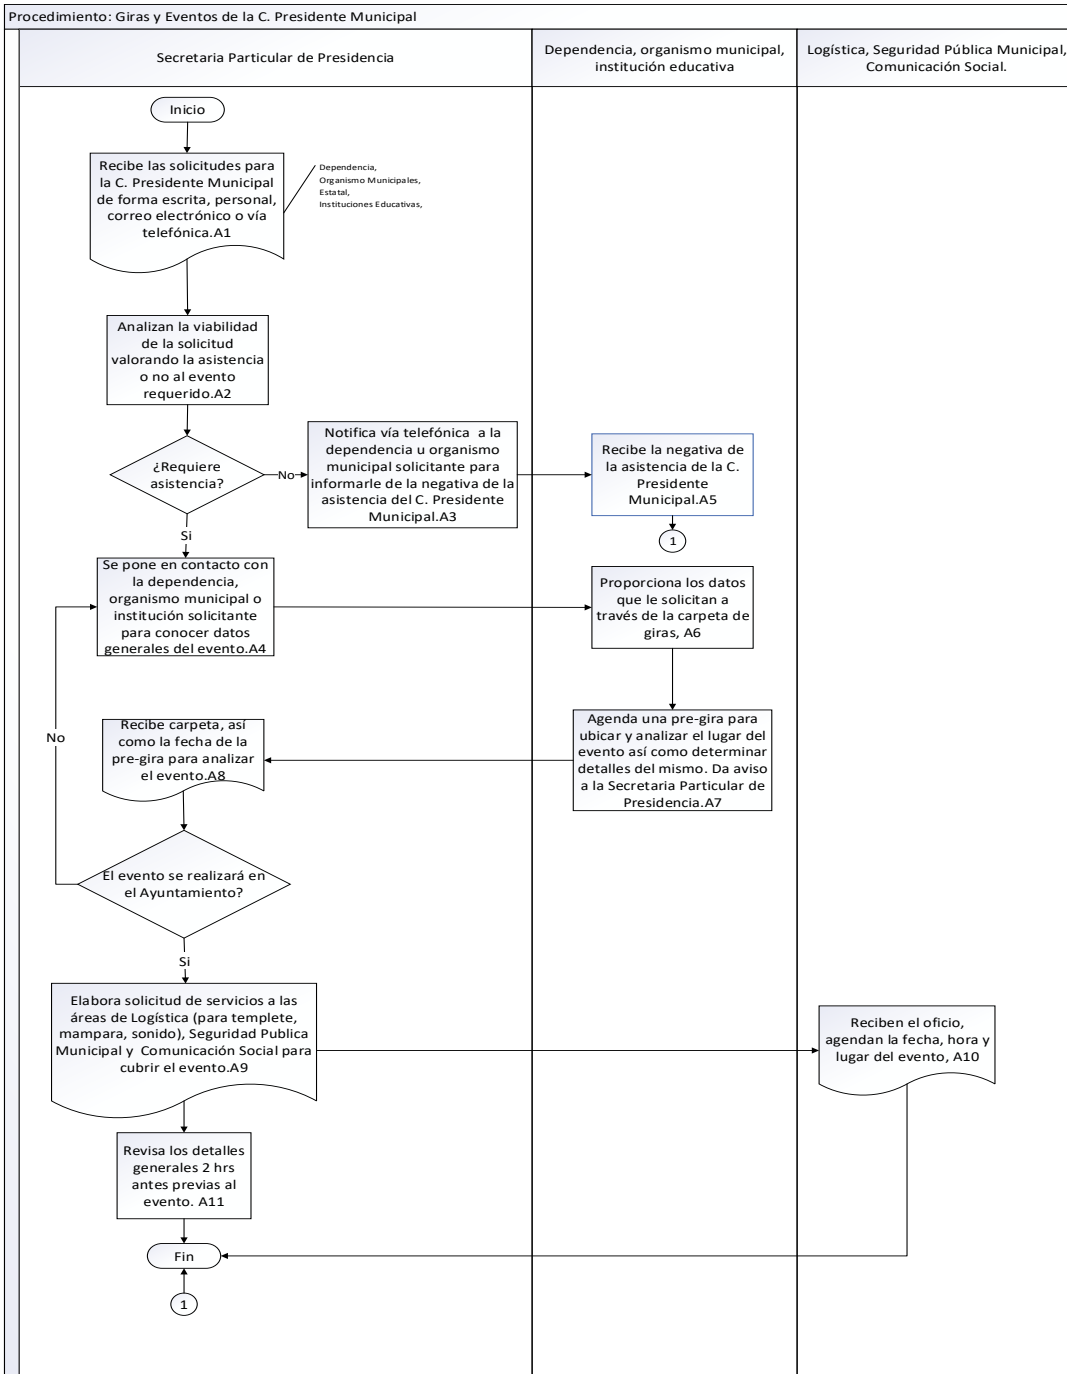 Procedimiento: Giras y Eventos de la C. Presidente Municipal
Secretaria Particular de Presidencia
Dependencia, organismo municipal,
institución educativa
Logística, Seguridad Pública Municipal,
Comunicación Social.
Inicio
Recibe las solicitudes para
la C. Presidente Municipal
de forma escrita, personal,
correo electrónico o vía
telefónica.A1
Dependencia,
Organismo Municipales,
Estatal,
Instituciones Educativas,
Analizan la viabilidad
de la solicitud
valorando la asistencia
o no al evento
requerido.A2
¿Requiere
asistencia?
No
Notifica vía telefónica  a la
dependencia u organismo
municipal solicitante para
informarle de la negativa de la
asistencia del C. Presidente
Municipal.A3
Recibe la negativa de
la asistencia de la C.
Presidente
Municipal.A5
1
Si
Se pone en contacto con
la dependencia,
organismo municipal o
institución solicitante
para conocer datos
generales del evento.A4
Proporciona los datos
que le solicitan a
través de la carpeta de
giras, A6
Agenda una pre-gira para
ubicar y analizar el lugar del
evento así como determinar
detalles del mismo. Da aviso
a la Secretaria Particular de
Presidencia.A7
Recibe carpeta, así
como la fecha de la
pre-gira para analizar
el evento.A8
No
El evento se realizará en
el Ayuntamiento?
Si
Elabora solicitud de servicios a las
áreas de Logística (para templete,
mampara, sonido), Seguridad Publica
Municipal y  Comunicación Social para
cubrir el evento.A9
Reciben el oficio,
agendan la fecha, hora y
lugar del evento, A10
Revisa los detalles
generales 2 hrs
antes previas al
evento. A11
Fin
1